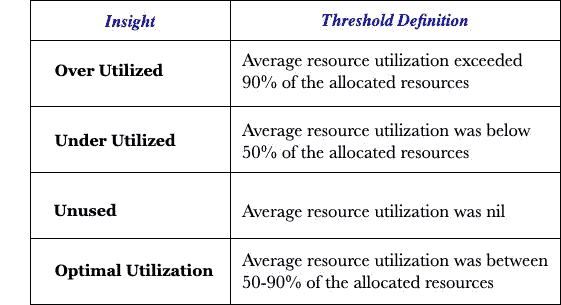 Insight
Threshold Definition
Over Utilized
Average resource utilization exceeded
90% of the allocated resources
Under Utilized
Average resource utilization was below
50% of the allocated resources
Unused
Average resource utilization was nil
Optimal Utilization
Average resource utilization was between
50-90% of the allocated resources